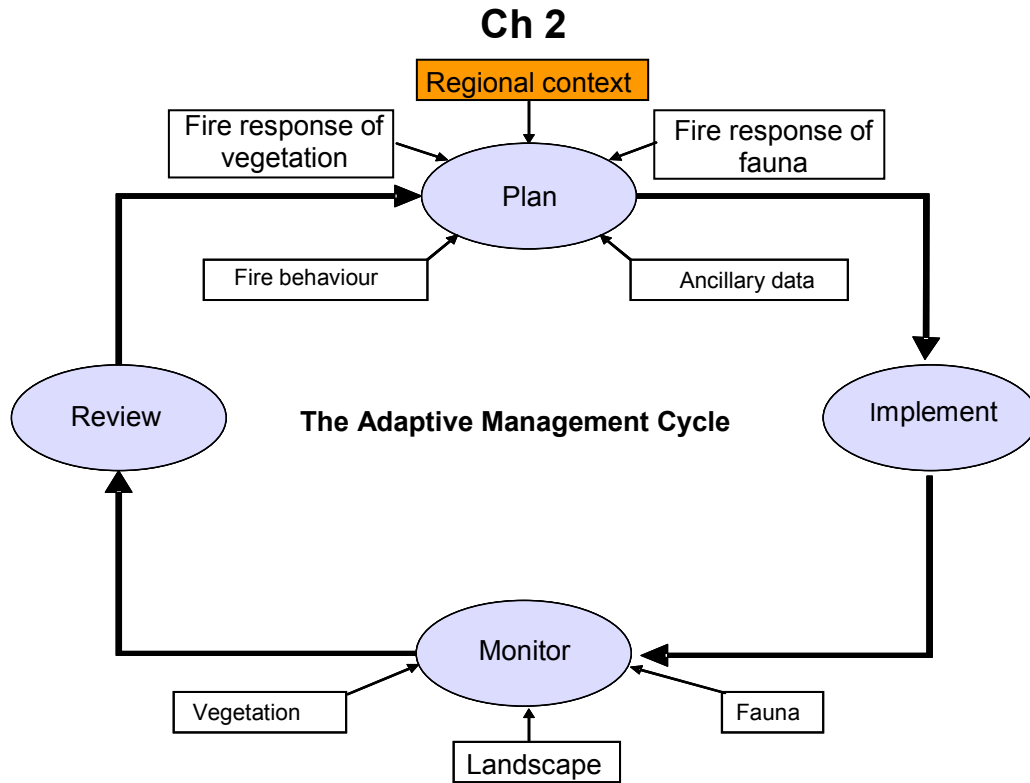 Ch 2
Regional context
Fire response of
vegetation
Fire response of
fauna
Plan
Fire behaviour
Ancillary data
Review
The Adaptive Management Cycle
Implement
Monitor
Vegetation
Fauna
Landscape